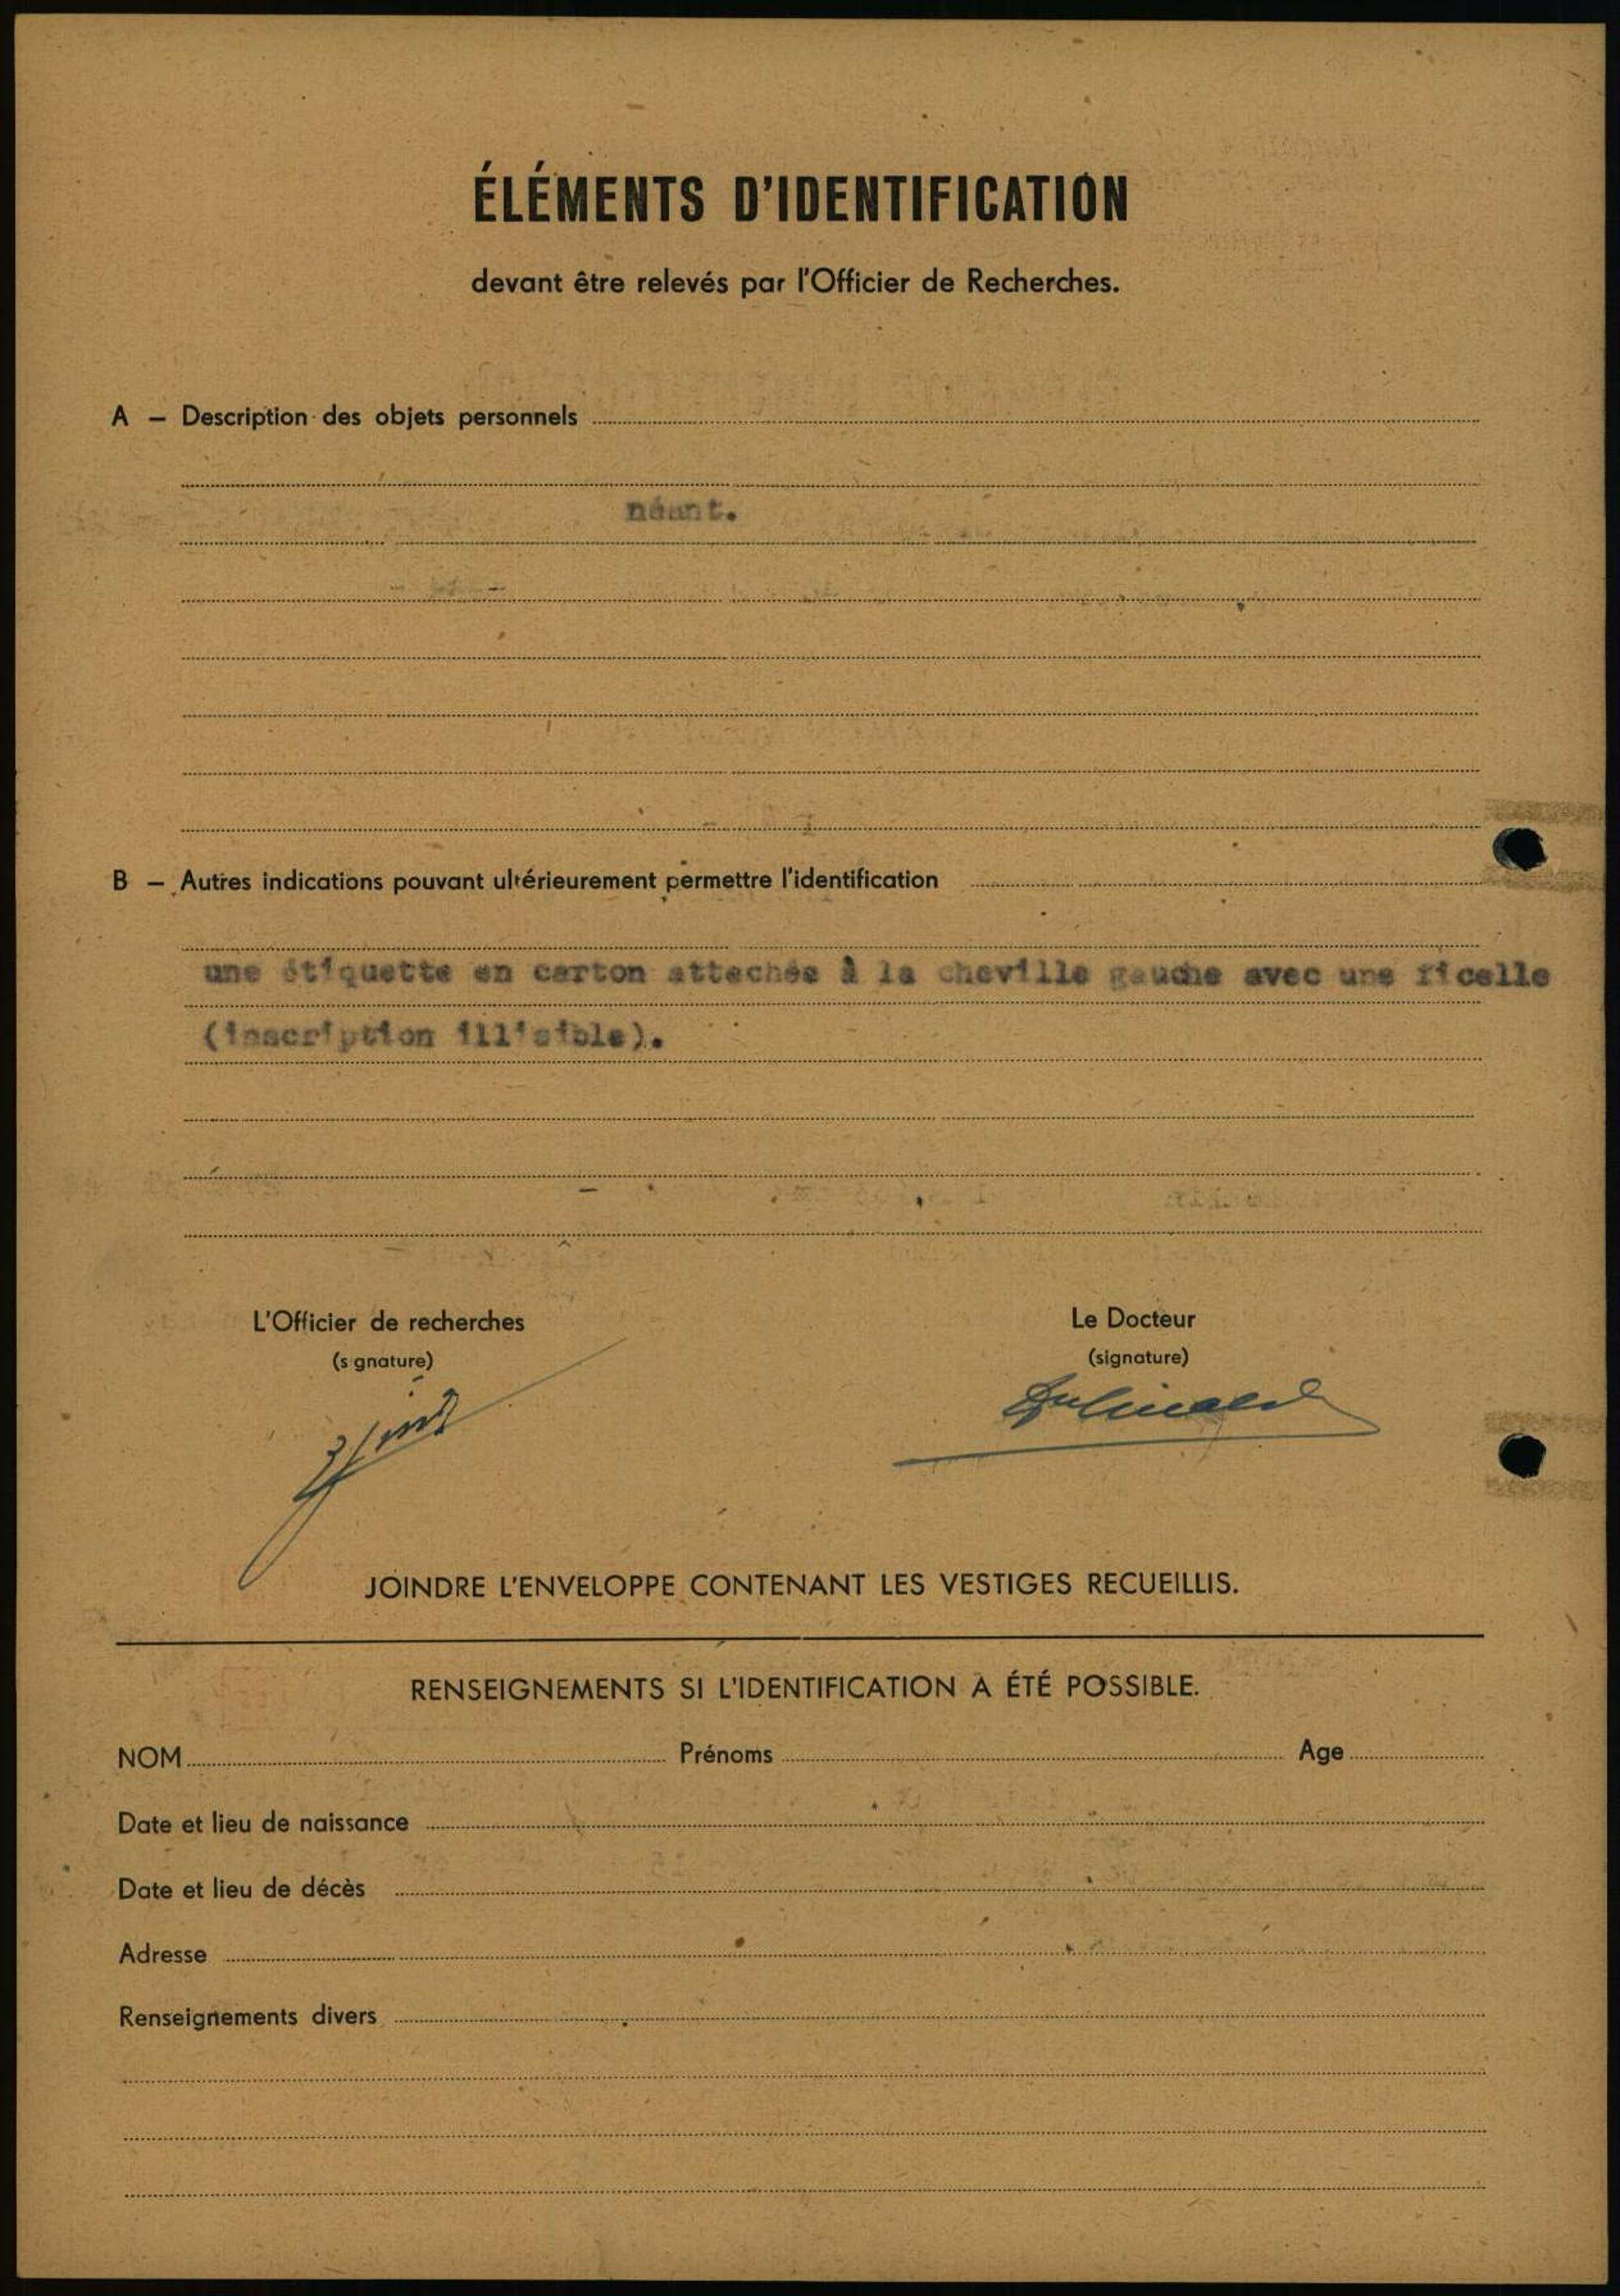 ÉLÉMENTS D'IDENTIFICATION
devant être relevés par l'Officier de Recherches.
A – Description des objets personnels
néant.
B – Autres indications pouvant ultérieurement permettre l'identification
une étiquette en carton attachée à la cheville gauche avec une ficelle
(inscription illisible).
L'Officier de recherches
Le Docteur
(s gnature)
(signature)
JOINDRE L'ENVELOPPE CONTENANT LES VESTIGES RECUEILLIS.
RENSEIGNEMENTS SI L'IDENTIFICATION A ÉTÉ POSSIBLE.
NOM Prénoms Age
Date et lieu de naissance
Date et lieu de décès
Adresse
Renseignements divers